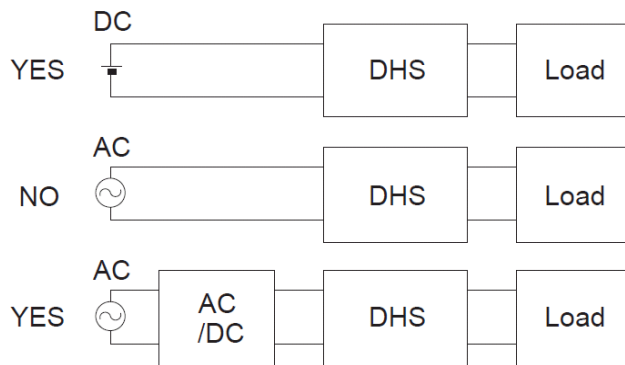 DC
YES
DHS
Load
AC
NO
DHS
Load
AC
YES
AC
/DC
DHS
Load